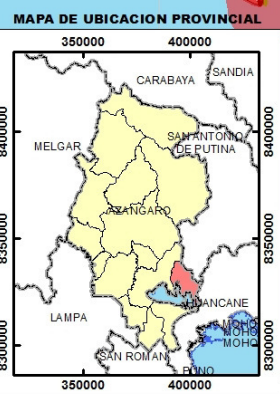 MAPA DE UBICACION PROVINCIAL
350000 400000
SANDIA
CARABAYA
8400000 8400000
SAN ANTONIO
DE PUTINA
MELGAR
AZANGARO
8350000 8350000
HUANCANE
LAMPA
MOHO
MOHO
MOHO
8300000 8300000
SAN ROMAN
PUNO
350000 400000